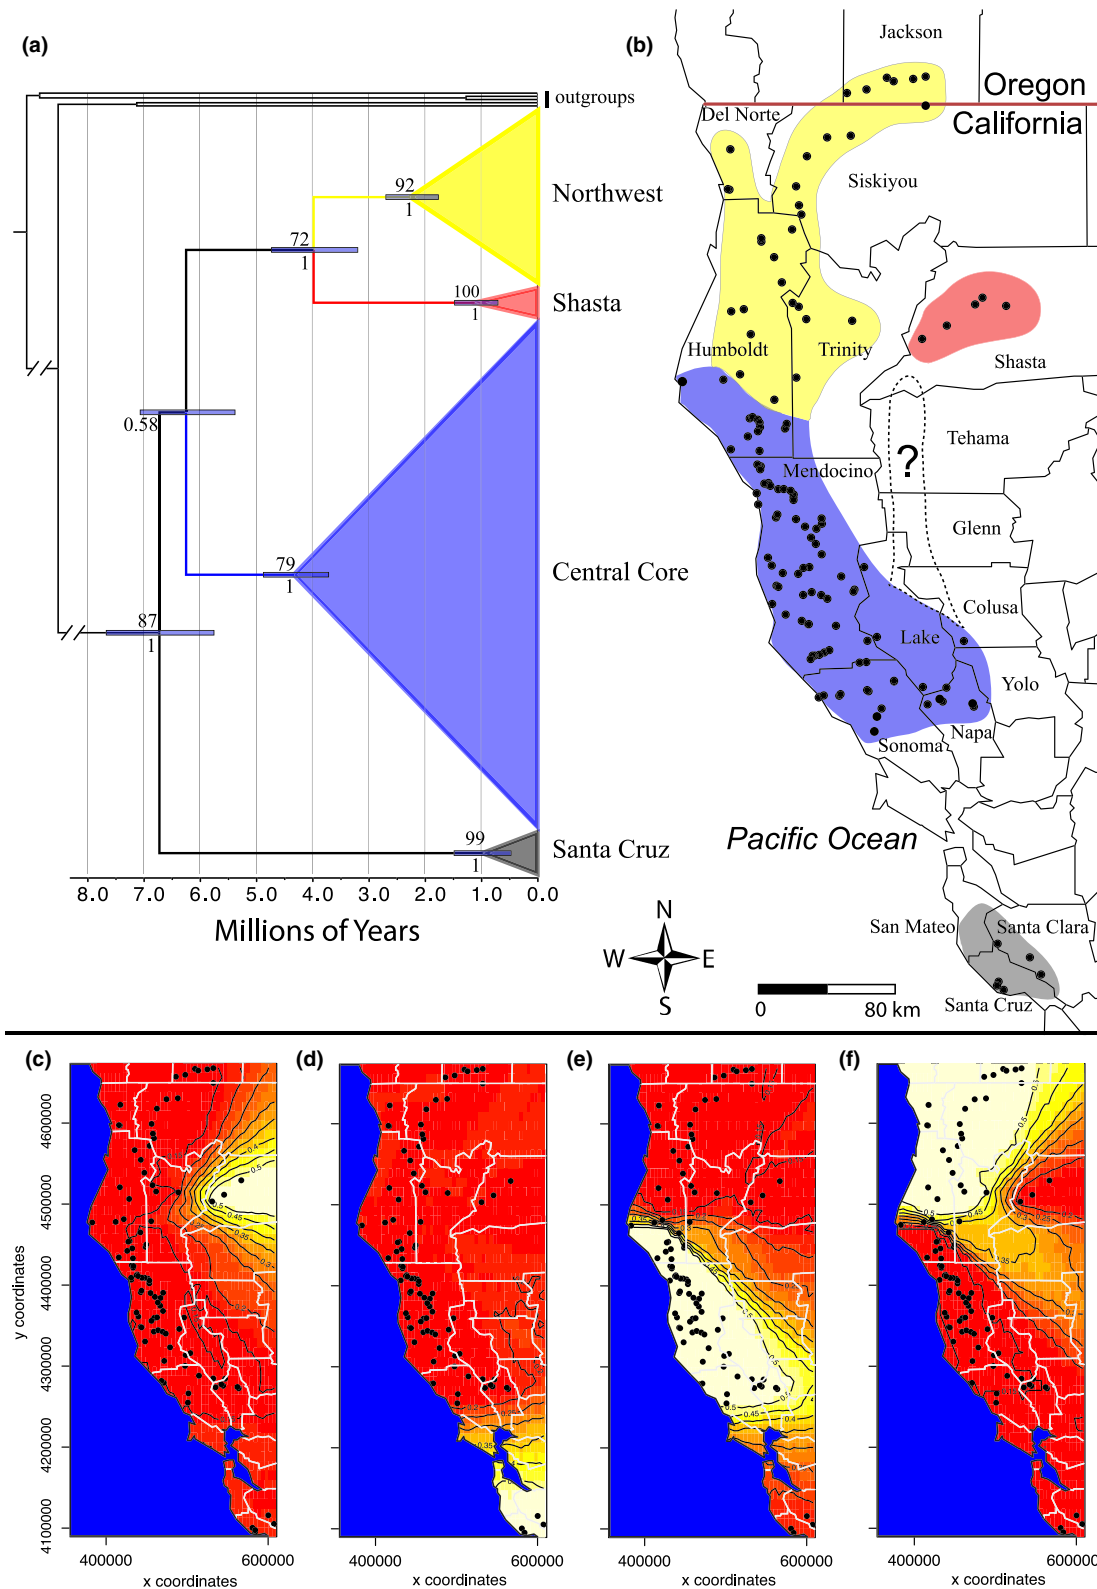 (a)
outgroups
92
1
Northwest
72
1
100
1
Shasta
0.58
79
1
Central Core
87
1
99
1
Santa Cruz
8.0 7.0 6.0 5.0 4.0 3.0 2.0 1.0 0.0
Millions of Years
(b)
Jackson
Oregon
California
Del Norte
Siskiyou
Humboldt
Trinity
Shasta
Tehama
?
Mendocino
Glenn
Colusa
Lake
Yolo
Napa
Sonoma
Pacific Ocean
San Mateo
Santa Clara
Santa Cruz
N
W E
S
0 80 km
(c)
(d)
(e)
(f)
y coordinates
4100000 4200000 4300000 4400000 4500000 4600000
400000 600000
x coordinates
400000 600000
x coordinates
400000 600000
x coordinates
400000 600000
x coordinates